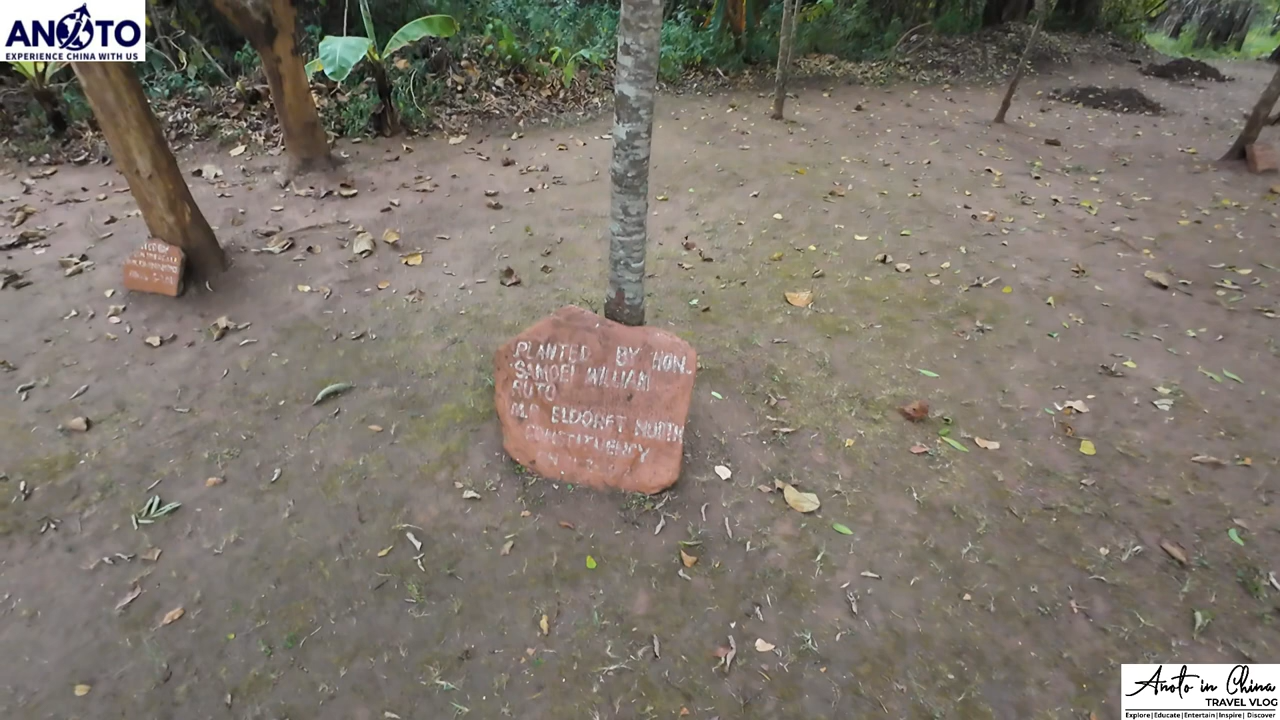 ANOTO
EXPERIENCE CHINA WITH US
PLANTED BY HON.
SAMOEI WILLIAM
RUTO
M.P ELDORET NORTH
CONSTITUENCY
Anoto in China
TRAVEL VLOG
Explore|Educate|Entertain|Inspire| Discover